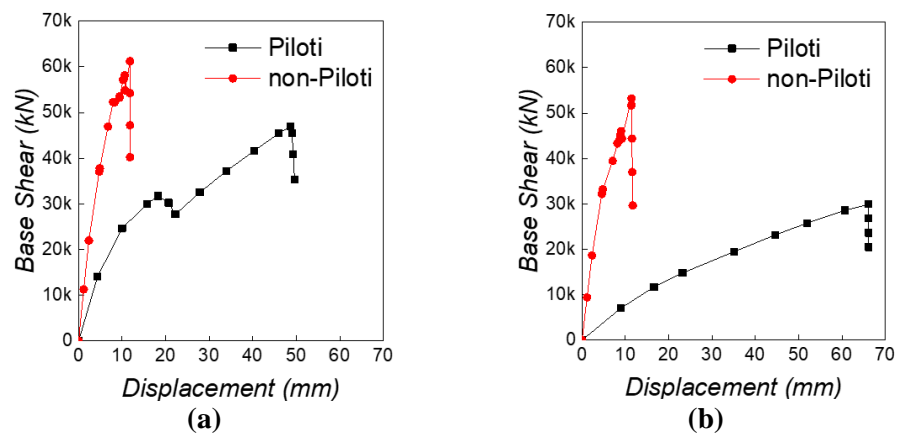 70k
60k
50k
40k
30k
20k
10k
0
Base Shear (kN)
Piloti
non-Piloti
0 10 20 30 40 50 60 70
Displacement (mm)
(a)
70k
60k
50k
40k
30k
20k
10k
0
Base Shear (kN)
Piloti
non-Piloti
0 10 20 30 40 50 60 70
Displacement (mm)
(b)